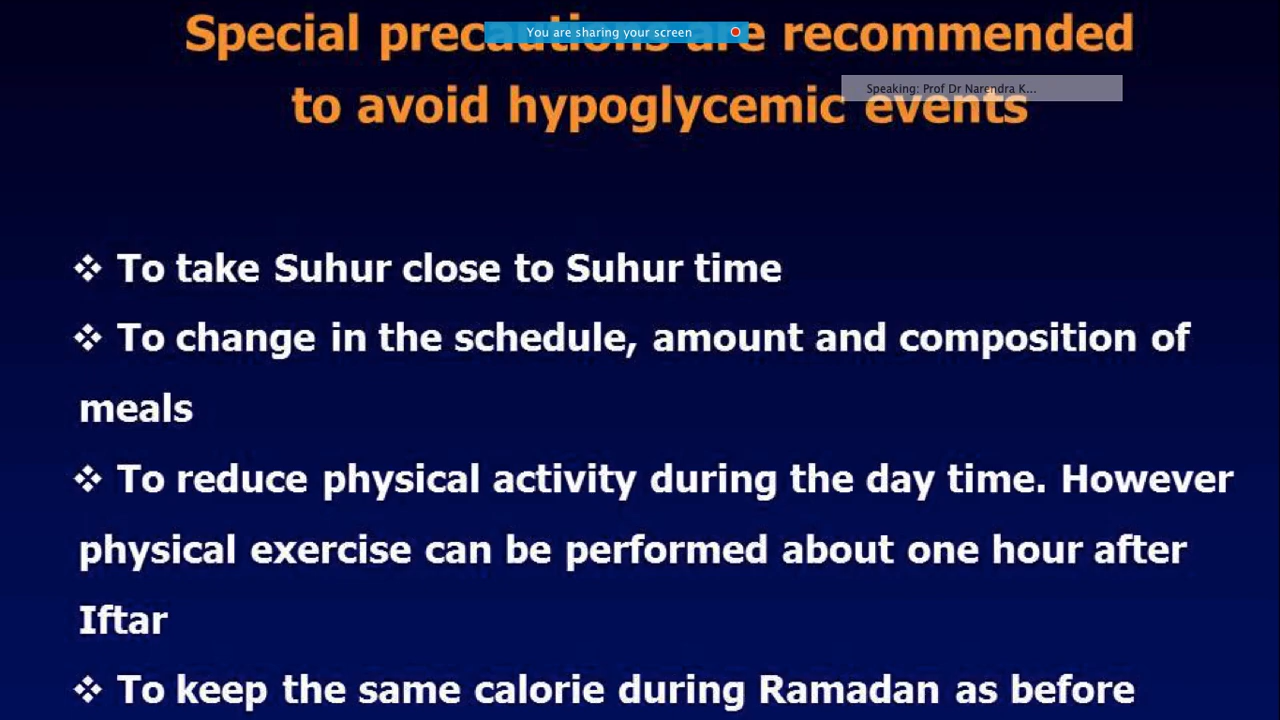 Special precautions are recommended
You are sharing your screen
Speaking: Prof Dr Narendra K...
to avoid hypoglycemic events
❖ To take Suhur close to Suhur time
❖ To change in the schedule, amount and composition of
meals
❖ To reduce physical activity during the day time. However
physical exercise can be performed about one hour after
Iftar
❖ To keep the same calorie during Ramadan as before